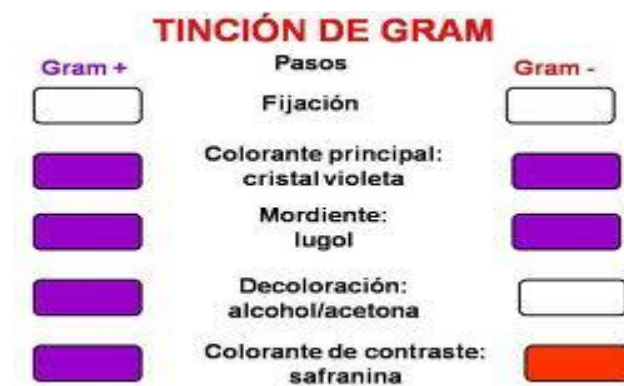 TINCIÓN DE GRAM
Gram +
Pasos
Gram -
Fijación
Colorante principal:
cristal violeta
Mordiente:
lugol
Decoloración:
alcohol/acetona
Colorante de contraste:
safranina